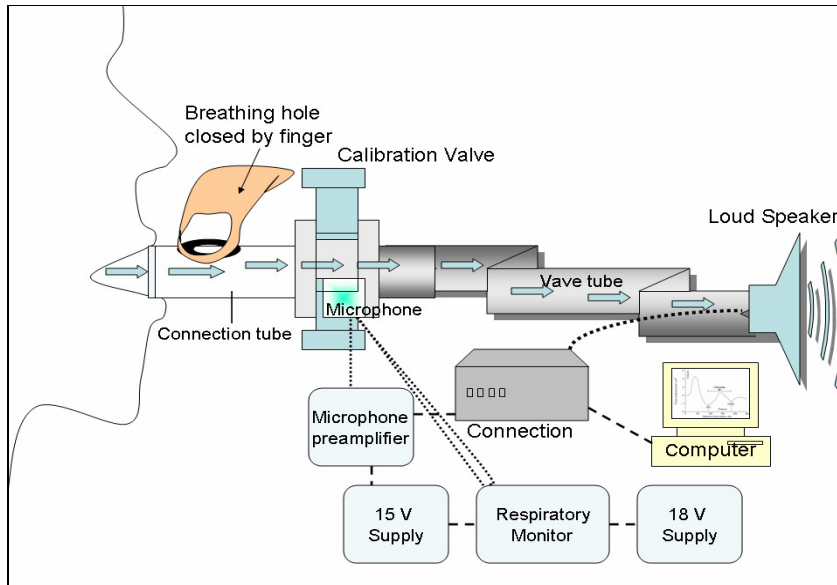 Breathing hole
closed by finger
Calibration Valve
Loud Speaker
Vave tube
Microphone
Connection tube
Microphone
preamplifier
Connection
Computer
15 V
Supply
Respiratory
Monitor
18 V
Supply